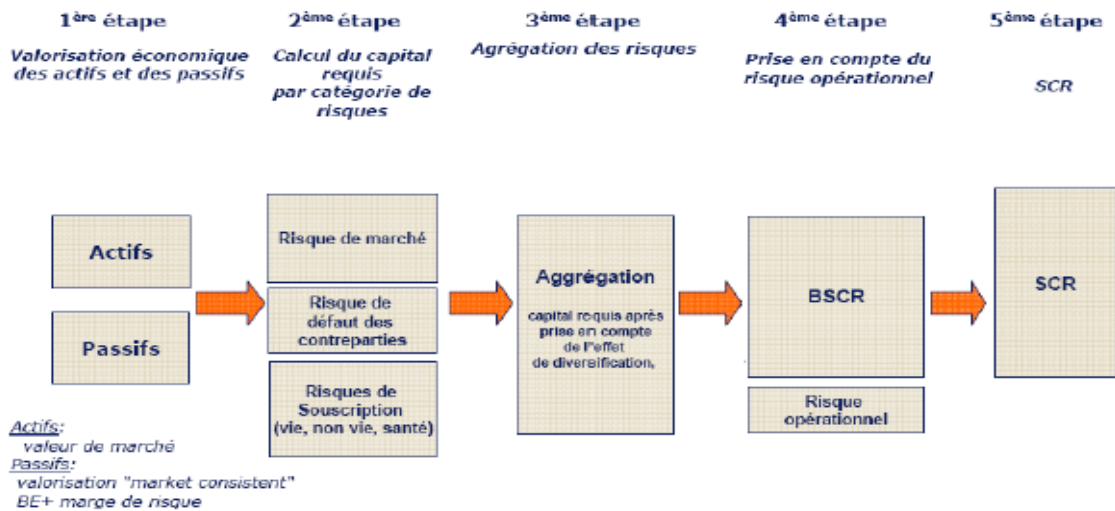 1ère étape
Valorisation économique
des actifs et des passifs
2ème étape
Calcul du capital
requis
par catégorie de
risques
3ème étape
Agrégation des risques
4ème étape
Prise en compte du
risque opérationnel
5ème étape
SCR
Actifs
Passifs
Actifs:
valeur de marché
Passifs:
valorisation "market consistent"
BE+ marge de risque
Risque de marché
Risque de
défaut des
contreparties
Risques de
Souscription
(vie, non vie, santé)
Aggrégation
capital requis après
prise en compte
de l'effet
de diversification,
BSCR
Risque
opérationnel
SCR